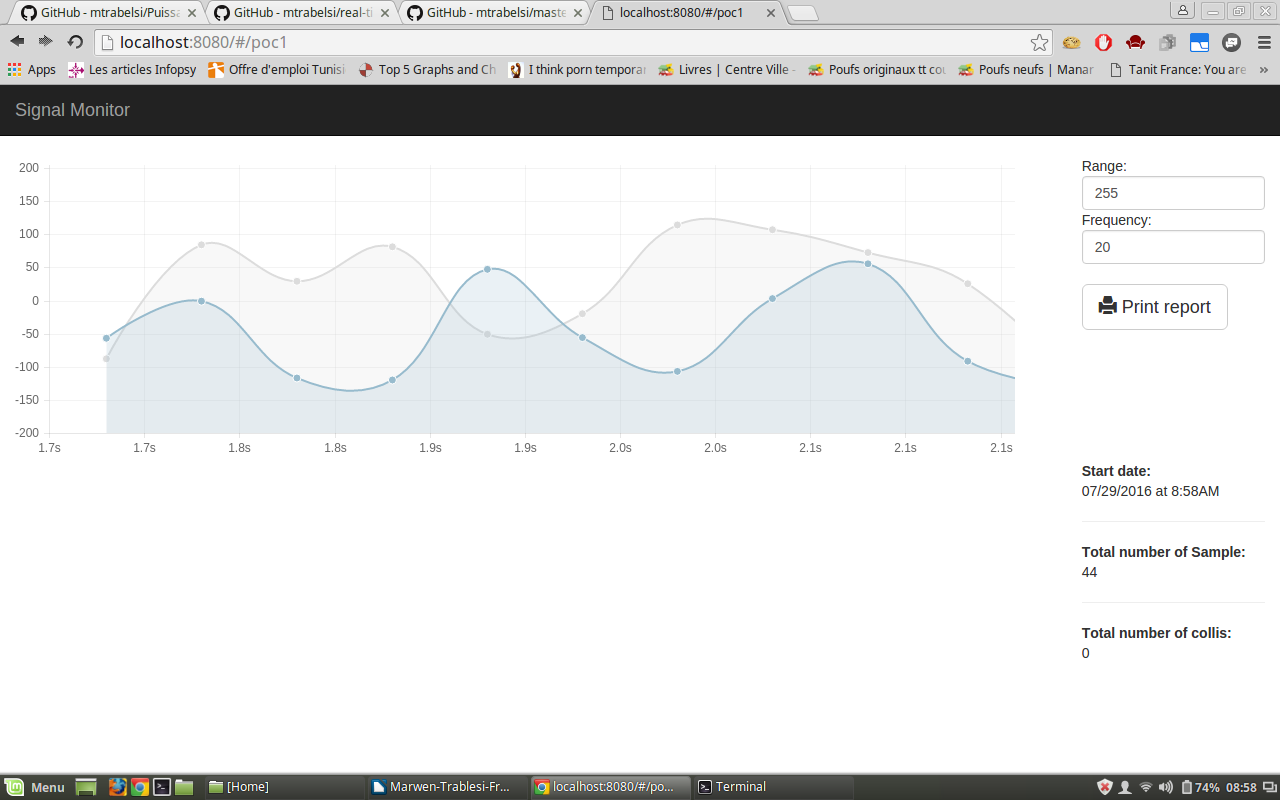 GitHub - mtrabelsi/Puissa
GitHub - mtrabelsi/real-ti
GitHub - mtrabelsi/maste
localhost:8080/#/poc1
localhost:8080/#/poc1
Apps
Les articles Infopsy
Offre d'emploi Tunisi
Top 5 Graphs and Ch
I think porn temporar
Livres | Centre Ville -
Poufs originaux tt cou
Poufs neufs | Manar
Tanit France: You are
»
Signal Monitor
200
150
100
50
0
-50
-100
-150
-200
1.7s 1.7s 1.8s 1.8s 1.9s 1.9s 2.0s 2.0s 2.1s 2.1s 2.1s
Range:
255
Frequency:
20
Print report
Start date:
07/29/2016 at 8:58AM
Total number of Sample:
44
Total number of collis:
0
Menu
[Home]
Marwen-Trablesi-Fr...
localhost:8080/#/po...
Terminal
74%
08:58